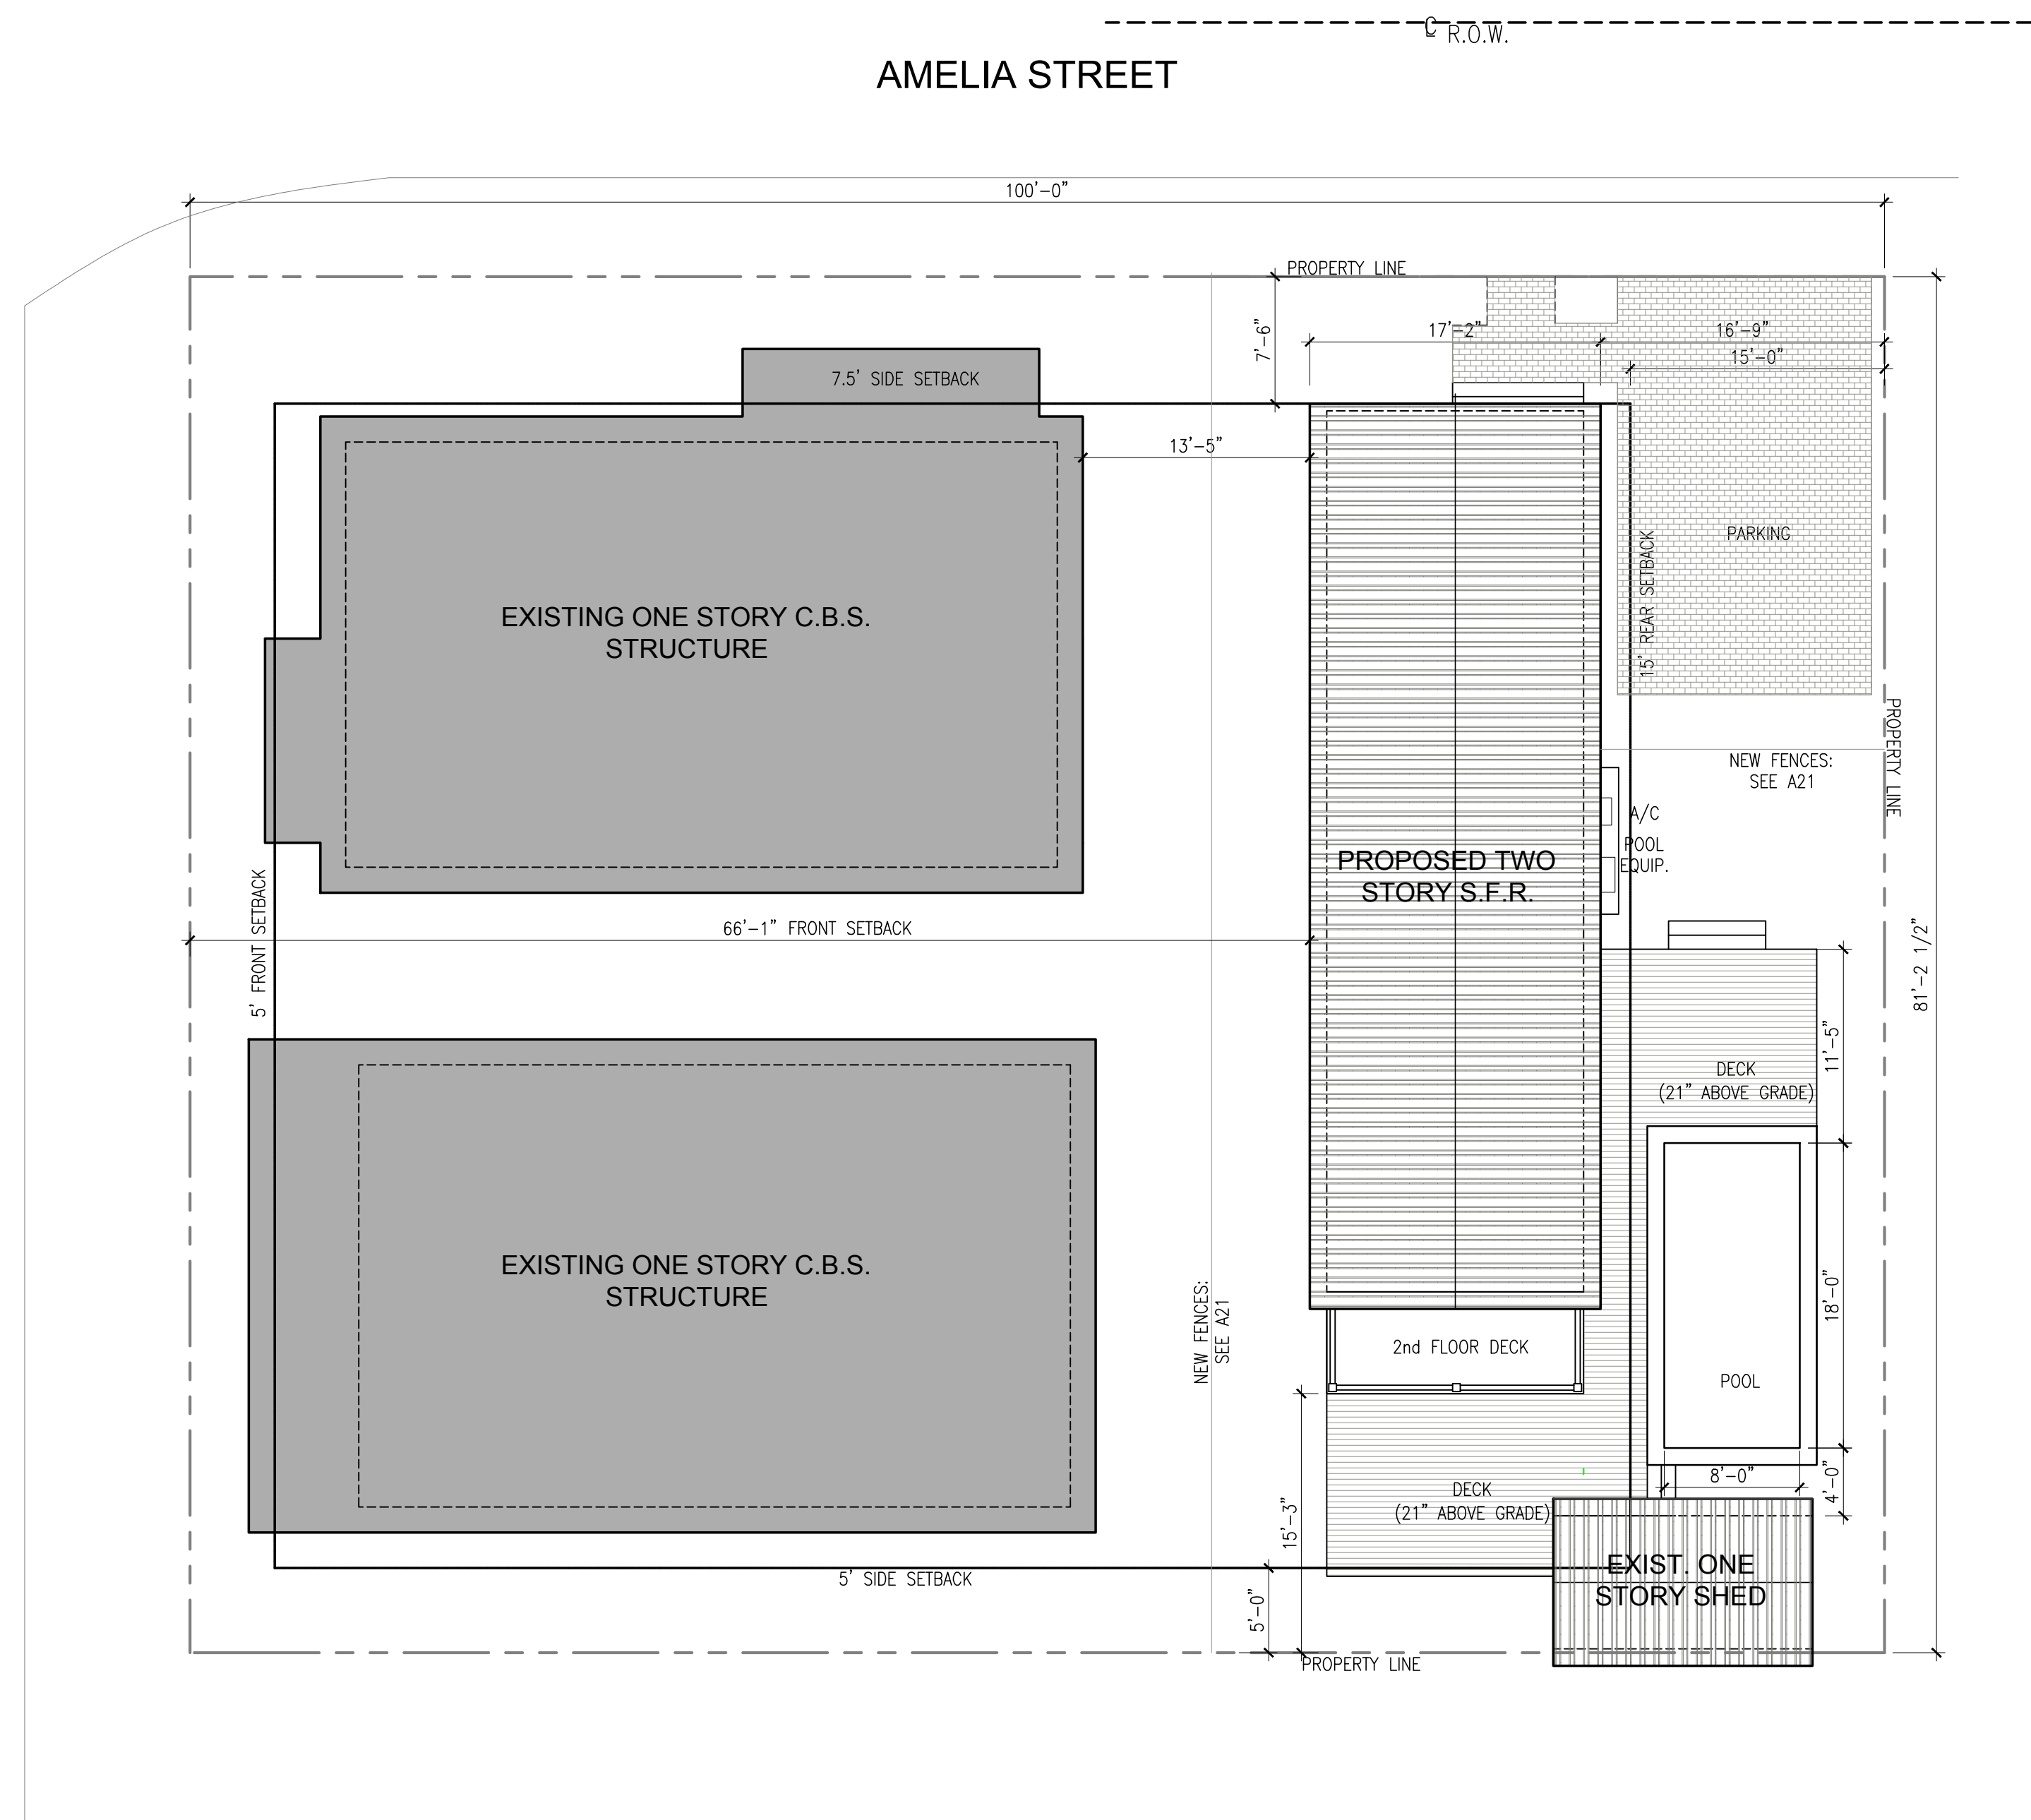 ℄ R.O.W.
AMELIA STREET
100'-0"
PROPERTY LINE
7'-6"
17'-2"
16'-9"
15'-0"
7.5' SIDE SETBACK
13'-5"
PARKING
15' REAR SETBACK
EXISTING ONE STORY C.B.S.
STRUCTURE
PROPERTY LINE
NEW FENCES:
SEE A21
A/C
POOL
EQUIP.
PROPOSED TWO
STORY S.F.R.
66'-1" FRONT SETBACK
5' FRONT SETBACK
81'-2 1/2"
11'-5"
DECK
(21" ABOVE GRADE)
EXISTING ONE STORY C.B.S.
STRUCTURE
NEW FENCES:
SEE A21
18'-0"
2nd FLOOR DECK
POOL
8'-0"
4'-0"
DECK
(21" ABOVE GRADE)
15'-3"
EXIST. ONE
STORY SHED
5' SIDE SETBACK
5'-0"
PROPERTY LINE